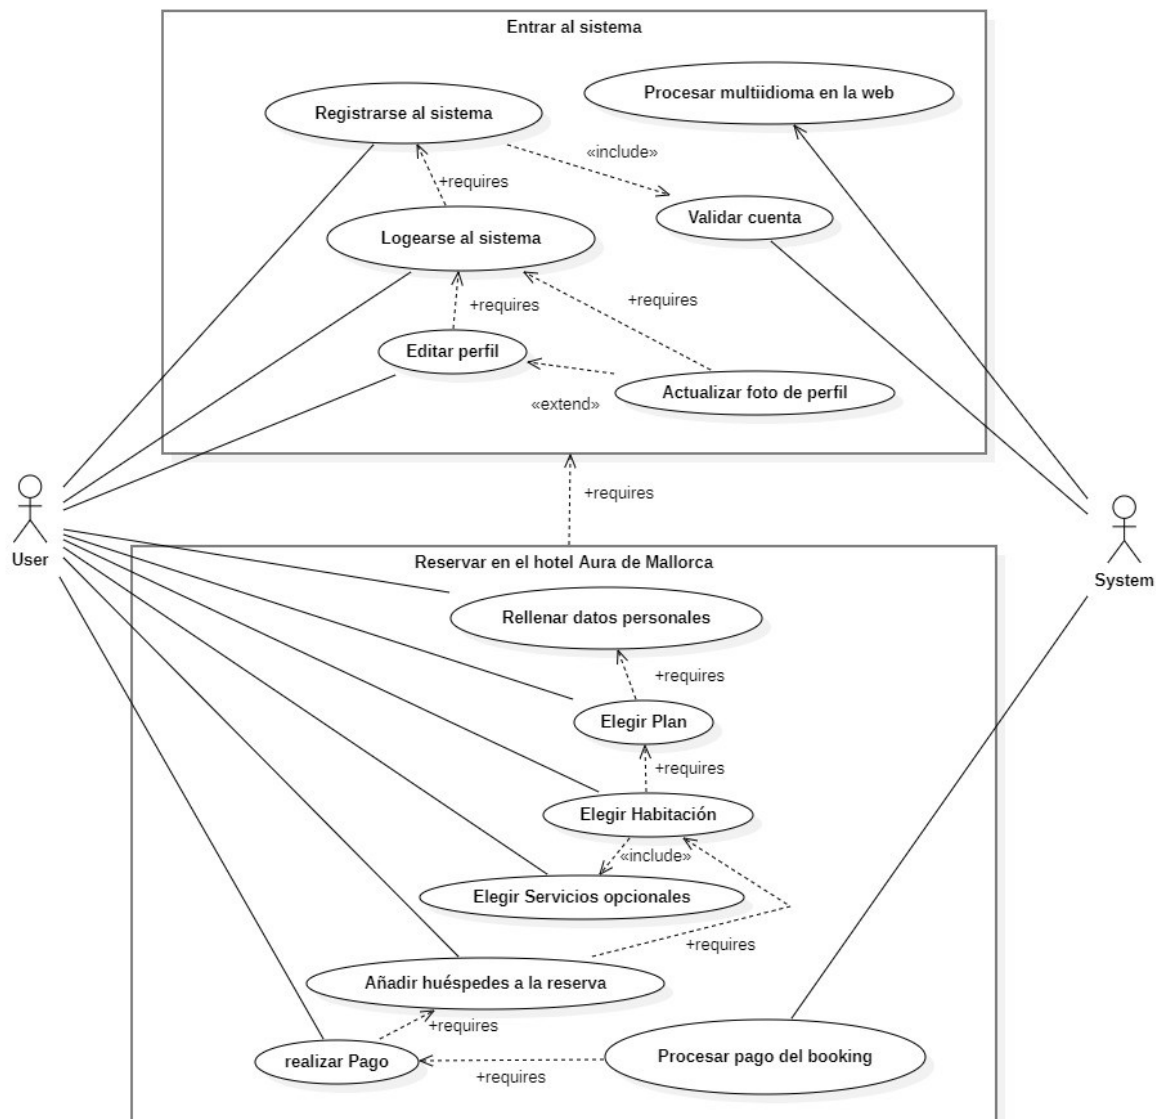 Entrar al sistema
Procesar multiidioma en la web
Registrarse al sistema
«include»
+requires
Validar cuenta
Logearse al sistema
+requires
+requires
Editar perfil
Actualizar foto de perfil
«extend»
+requires
User
System
Reservar en el hotel Aura de Mallorca
Rellenar datos personales
+requires
Elegir Plan
+requires
Elegir Habitación
«include»
Elegir Servicios opcionales
+requires
Añadir huéspedes a la reserva
+requires
realizar Pago
Procesar pago del booking
+requires